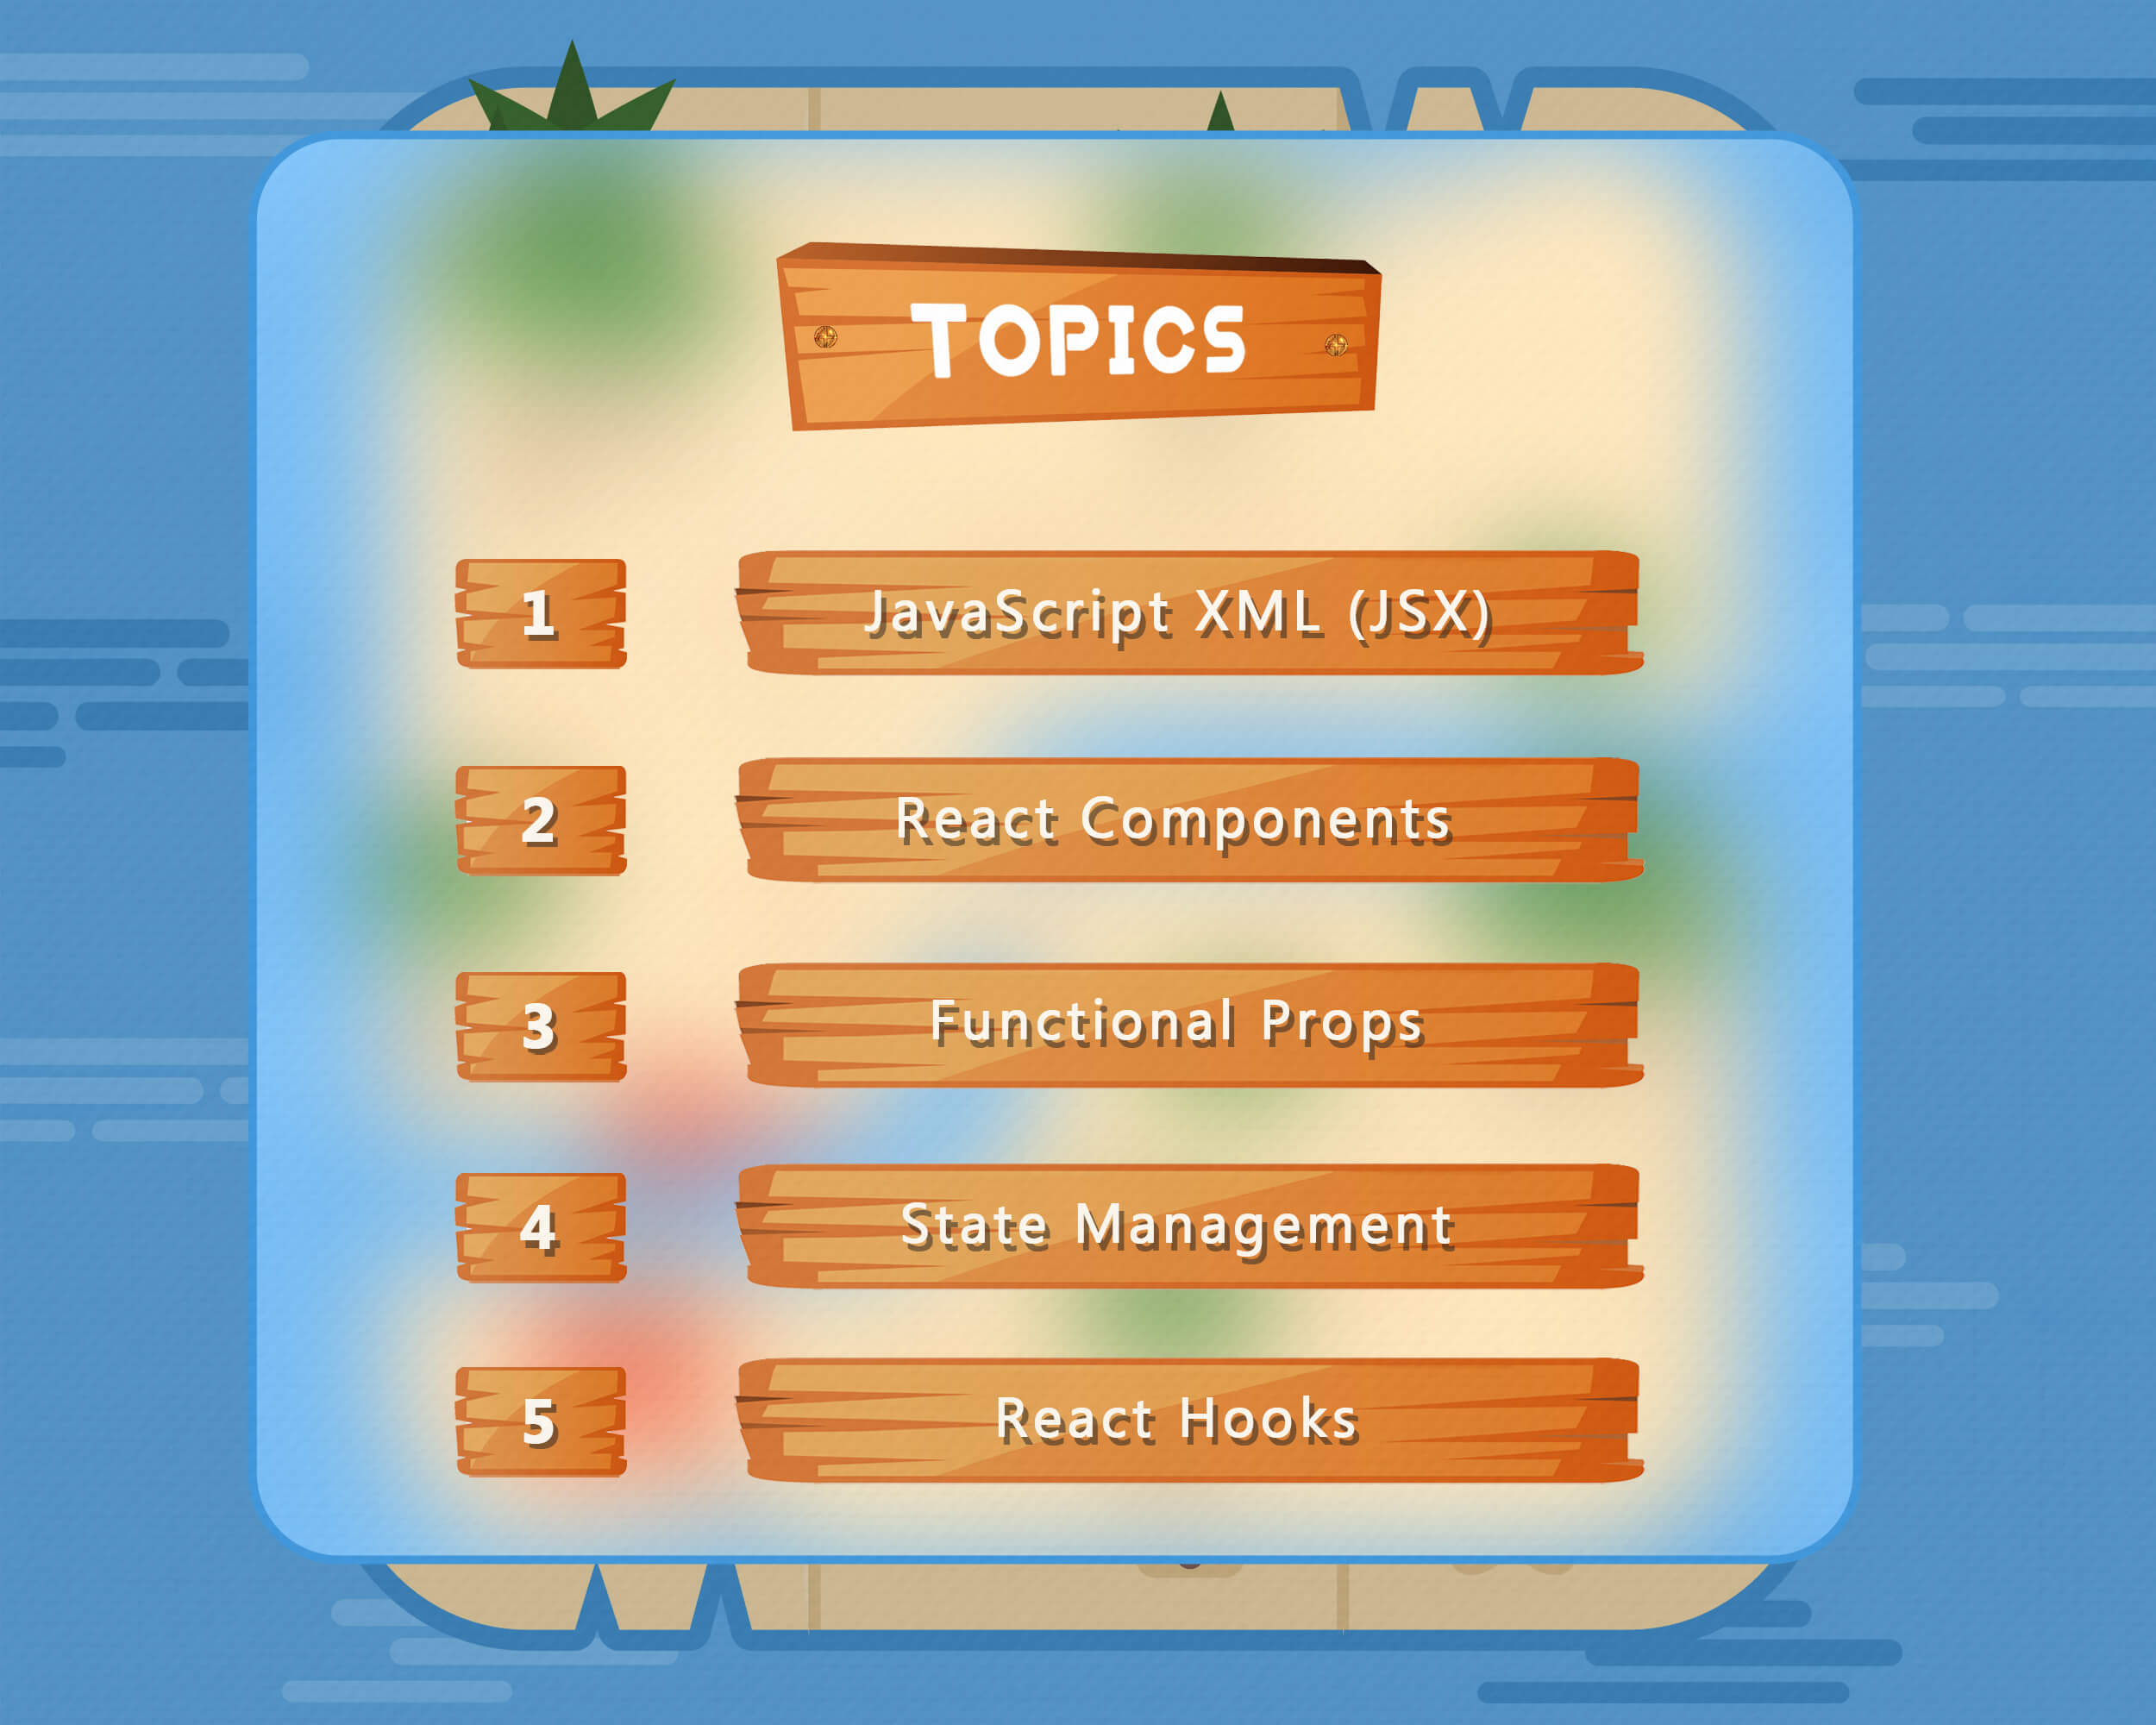 TOPICS
1 JavaScript XML (JSX)
2 React Components
3 Functional Props
4 State Management
5 React Hooks